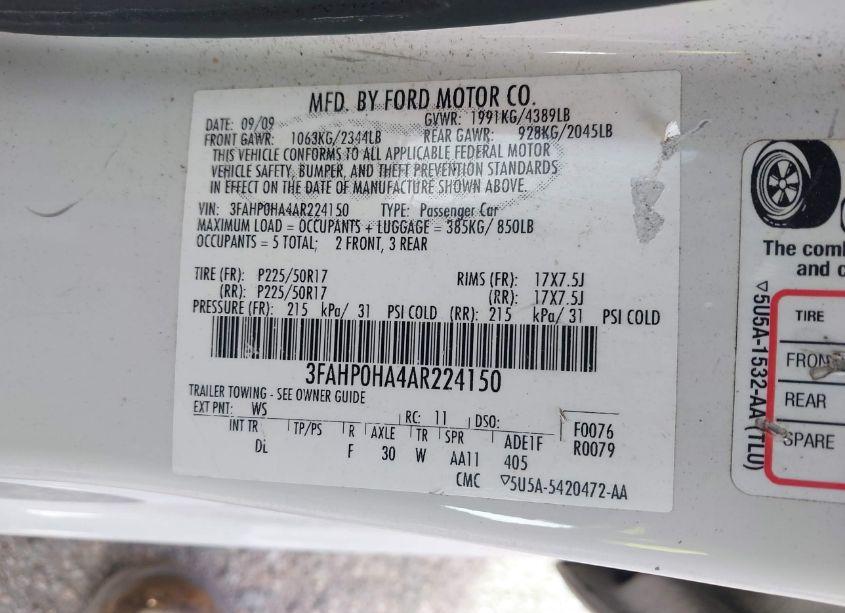 MFD. BY FORD MOTOR CO.
DATE: 09/09 GVWR: 1991KG/4389LB
FRONT GAWR: 1063KG/2344LB REAR GAWR: 928KG/2045LB
THIS VEHICLE CONFORMS TO ALL APPLICABLE FEDERAL MOTOR
VEHICLE SAFETY, BUMPER, AND THEFT PREVENTION STANDARDS
IN EFFECT ON THE DATE OF MANUFACTURE SHOWN ABOVE.
VIN: 3FAHP0HA4AR224150 TYPE: Passenger Car
MAXIMUM LOAD = OCCUPANTS + LUGGAGE = 385KG/ 850LB
OCCUPANTS = 5 TOTAL; 2 FRONT, 3 REAR
TIRE (FR): P225/50R17 RIMS (FR): 17X7.5J
(RR): P225/50R17 (RR): 17X7.5J
PRESSURE (FR): 215 kPa/ 31 PSI COLD (RR): 215 kPa/ 31 PSI COLD
3FAHP0HA4AR224150
TRAILER TOWING - SEE OWNER GUIDE
EXT PNT: WS RC: 11 DSO: F0076
INT TR TP/PS R AXLE TR SPR ADE1F R0079
DL F 30 W AA11 405
CMC ▽5U5A-5420472-AA
The comb
and c
TIRE
FRON
REAR
SPARE
▽5U5A-1532-AA (TLU)